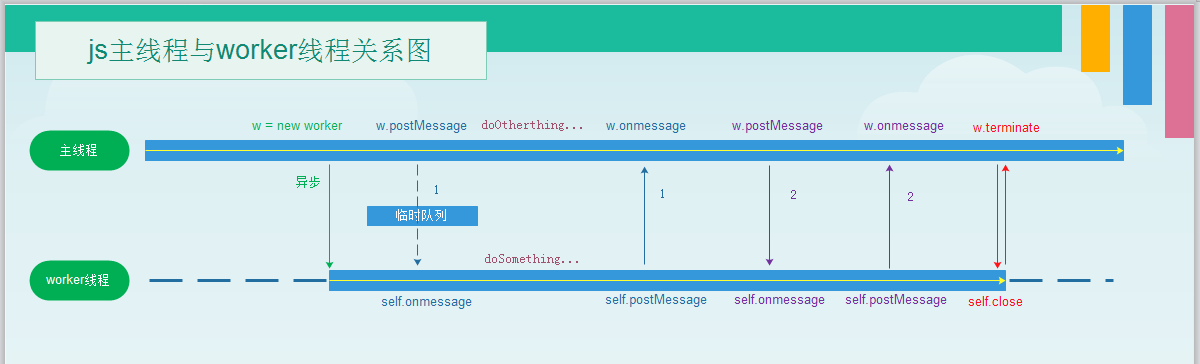 js主线程与worker线程关系图
w = new worker w.postMessage doOtherthing... w.onmessage w.postMessage w.onmessage w.terminate
主线程
异步 1 1 2 2
临时队列
doSomething...
worker线程
self.onmessage self.postMessage self.onmessage self.postMessage self.close